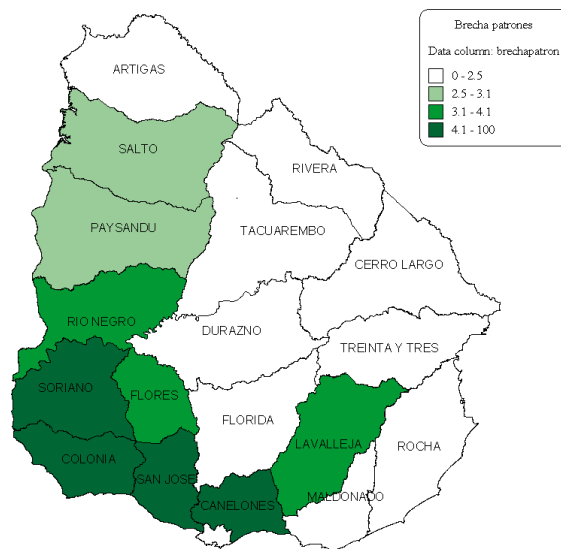 Brecha patrones
Data column: brechapatron
0 - 2.5
2.5 - 3.1
3.1 - 4.1
4.1 - 100
ARTIGAS
SALTO
RIVERA
PAYSANDU
TACUAREMBO
CERRO LARGO
RIO NEGRO
DURAZNO
TREINTA Y TRES
SORIANO
FLORES
FLORIDA
LAVALLEJA
ROCHA
COLONIA
SAN JOSE
MALDONADO
CANELONES